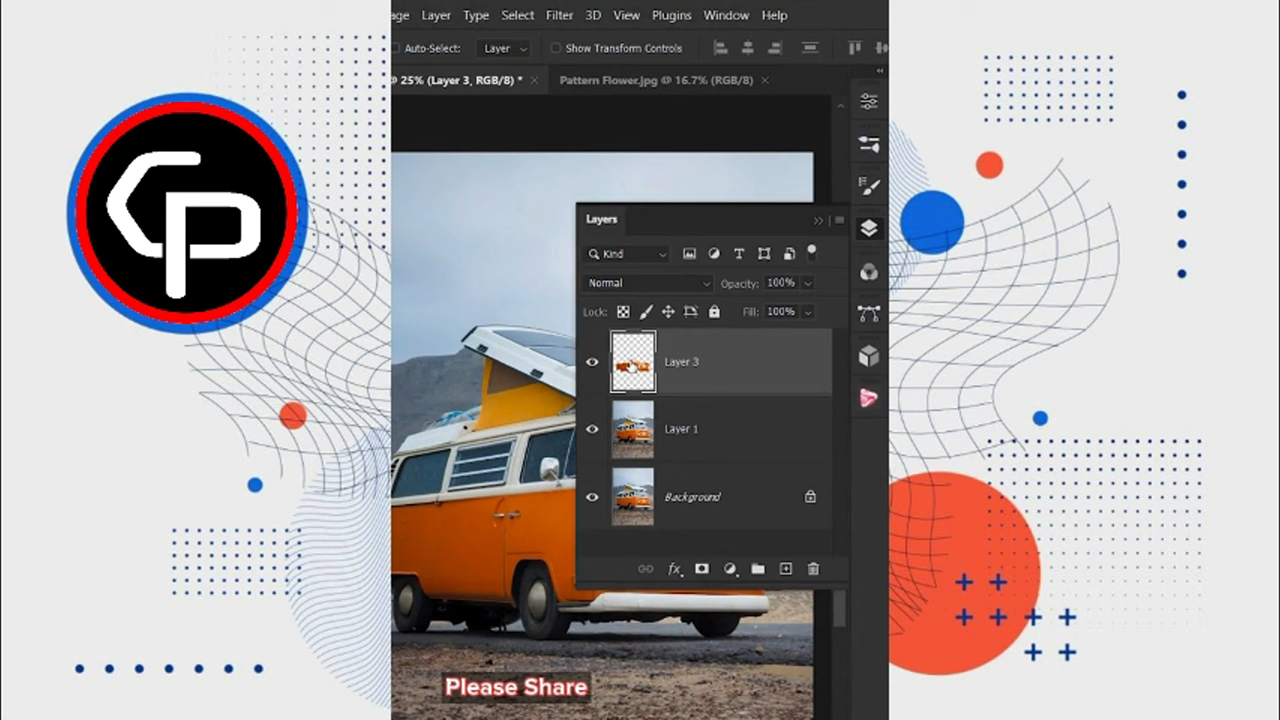 age Layer Type Select Filter 3D View Plugins Window Help
Auto-Select: Layer Show Transform Controls
@ 25% (Layer 3, RGB/8) * Pattern Flower.jpg @ 16.7% (RGB/8)
CP
Layers
Kind
Normal Opacity: 100%
Lock: Fill: 100%
Layer 3
Layer 1
Background
fx
Please Share